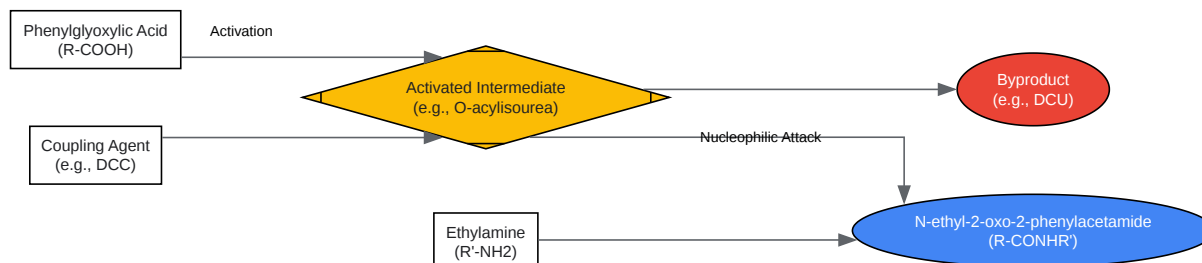 Phenylglyoxylic Acid
(R-COOH)
Activation
Activated Intermediate
(e.g., O-acylisourea)
Byproduct
(e.g., DCU)
Coupling Agent
(e.g., DCC)
Nucleophilic Attack
Ethylamine
(R'-NH2)
N-ethyl-2-oxo-2-phenylacetamide
(R-CONHR')